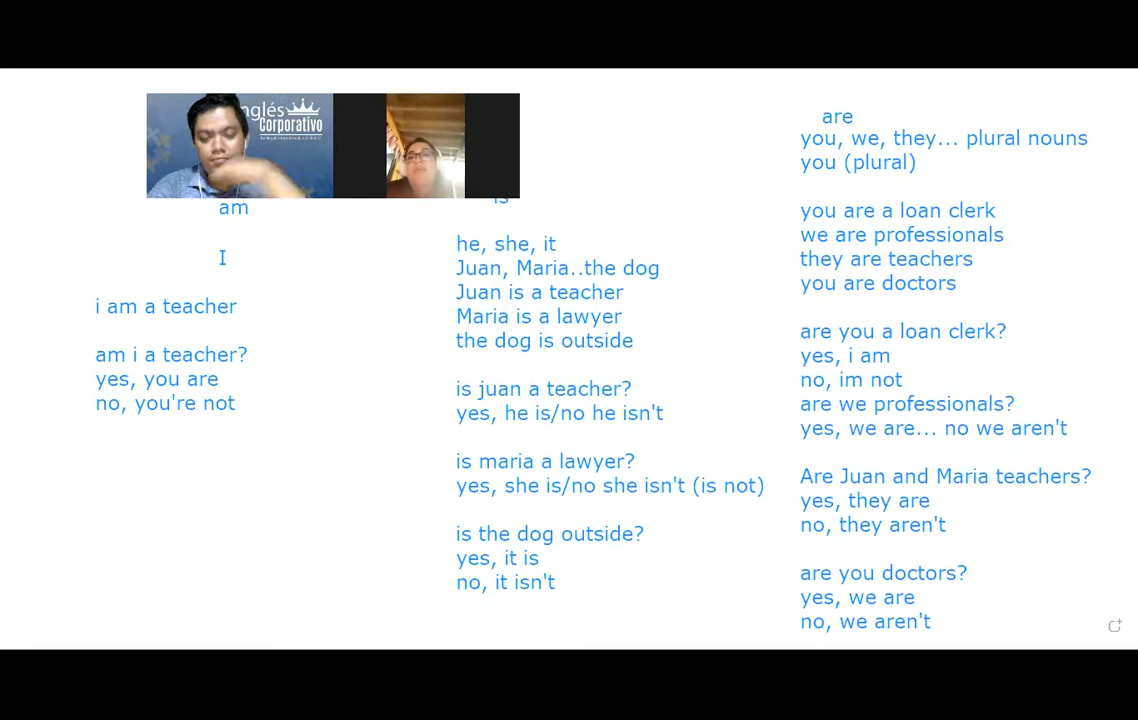 nglés
Corporativo
am
I
i am a teacher
am i a teacher?
yes, you are
no, you're not
is
he, she, it
Juan, Maria..the dog
Juan is a teacher
Maria is a lawyer
the dog is outside
is juan a teacher?
yes, he is/no he isn't
is maria a lawyer?
yes, she is/no she isn't (is not)
is the dog outside?
yes, it is
no, it isn't
are
you, we, they... plural nouns
you (plural)
you are a loan clerk
we are professionals
they are teachers
you are doctors
are you a loan clerk?
yes, i am
no, im not
are we professionals?
yes, we are... no we aren't
Are Juan and Maria teachers?
yes, they are
no, they aren't
are you doctors?
yes, we are
no, we aren't